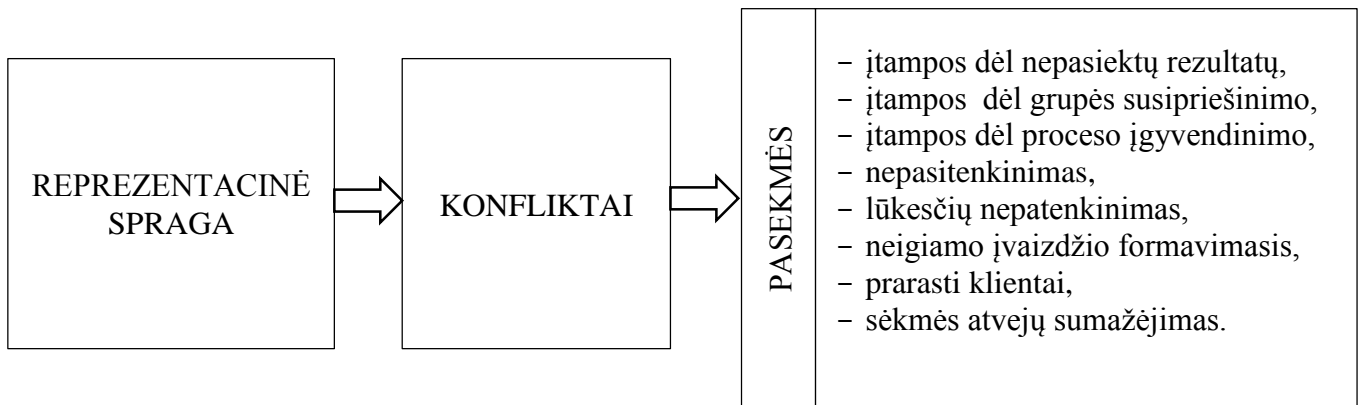 REPREZENTACINĖ
SPRAGA
KONFLIKTAI
PASEKMĖS
− įtampos dėl nepasiektų rezultatų,
− įtampos  dėl grupės susipriešinimo,
− įtampos dėl proceso įgyvendinimo,
− nepasitenkinimas,
− lūkesčių nepatenkinimas,
− neigiamo įvaizdžio formavimasis,
− prarasti klientai,
− sėkmės atvejų sumažėjimas.